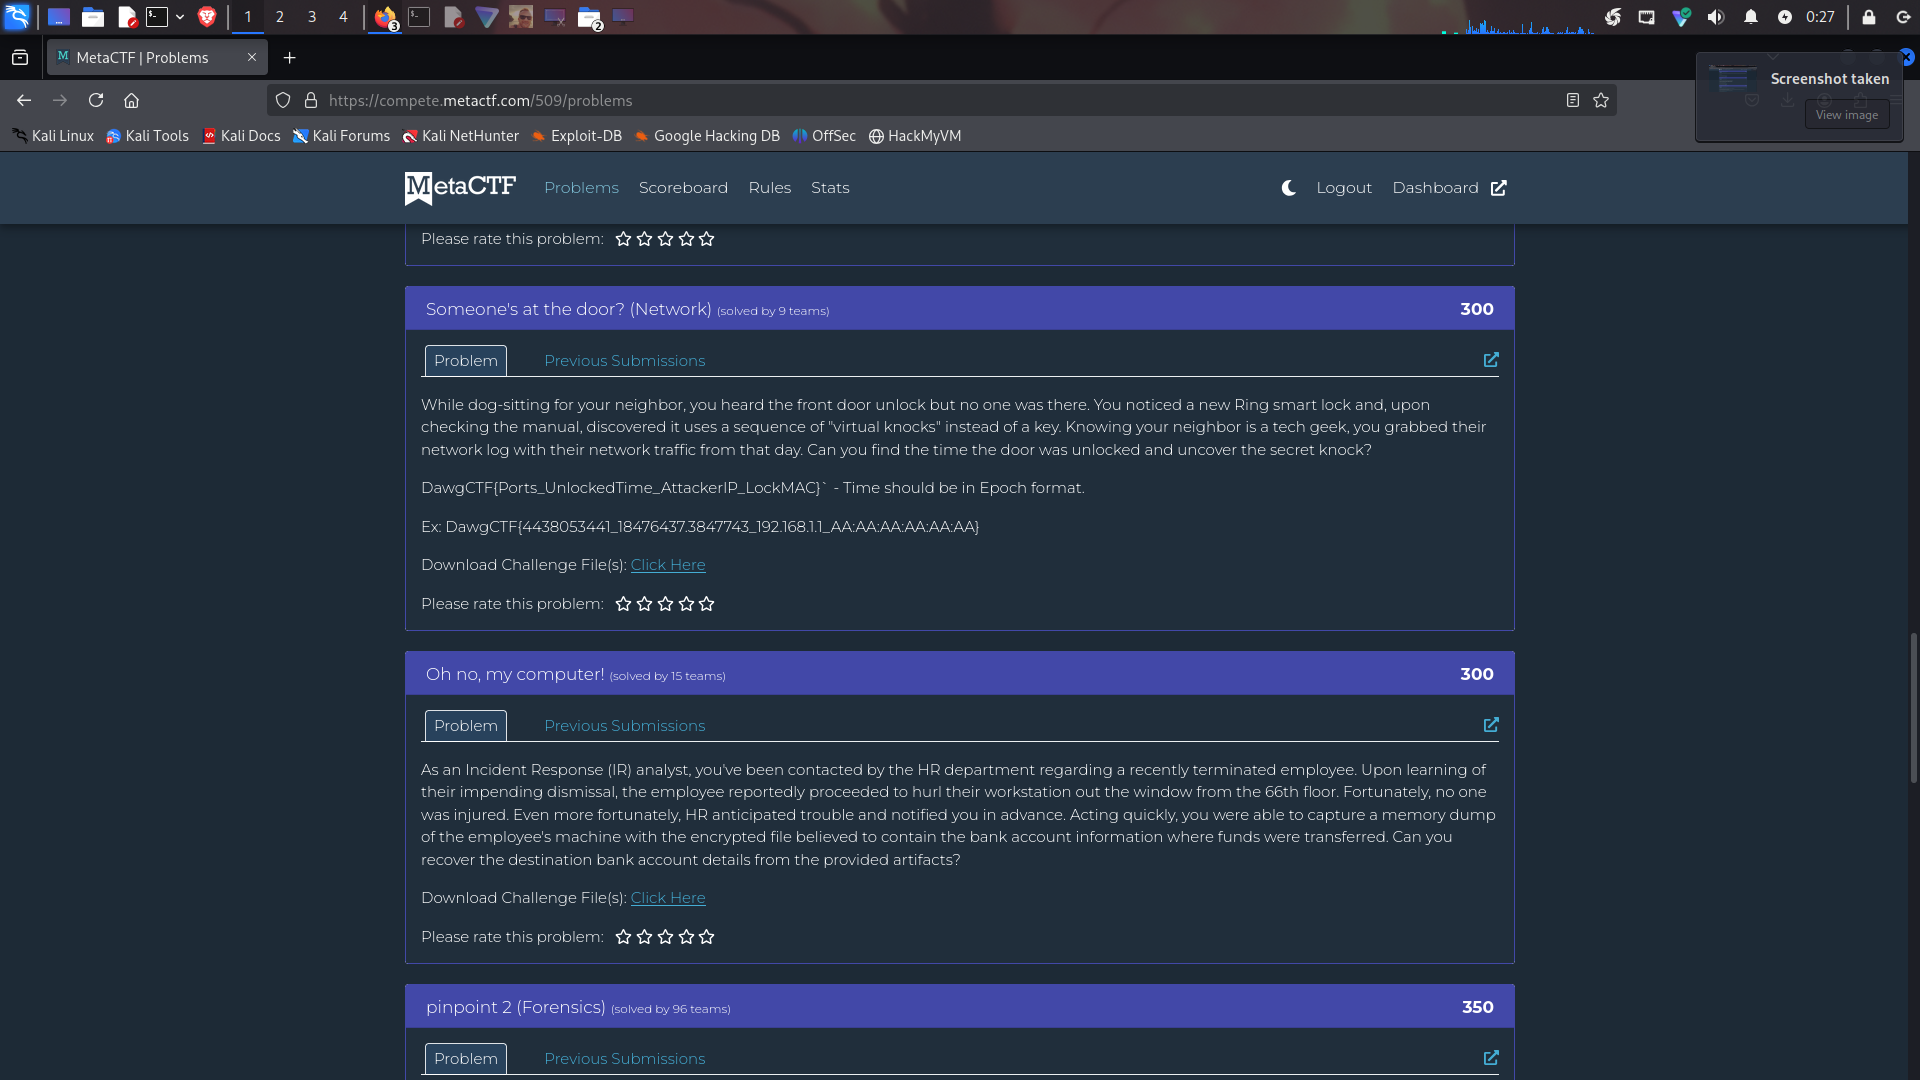 1 2 3 4 3 2 0:27
MetaCTF | Problems
Screenshot taken
View image
https://compete.metactf.com/509/problems
Kali Linux Kali Tools Kali Docs Kali Forums Kali NetHunter Exploit-DB Google Hacking DB OffSec HackMyVM
MetaCTF Problems Scoreboard Rules Stats Logout Dashboard
Please rate this problem:
Someone's at the door? (Network) (solved by 9 teams) 300
Problem Previous Submissions
While dog-sitting for your neighbor, you heard the front door unlock but no one was there. You noticed a new Ring smart lock and, upon
checking the manual, discovered it uses a sequence of "virtual knocks" instead of a key. Knowing your neighbor is a tech geek, you grabbed their
network log with their network traffic from that day. Can you find the time the door was unlocked and uncover the secret knock?
DawgCTF{Ports_UnlockedTime_AttackerIP_LockMAC}` - Time should be in Epoch format.
Ex: DawgCTF{4438053441_18476437.3847743_192.168.1.1_AA:AA:AA:AA:AA:AA}
Download Challenge File(s): Click Here
Please rate this problem:
Oh no, my computer! (solved by 15 teams) 300
Problem Previous Submissions
As an Incident Response (IR) analyst, you've been contacted by the HR department regarding a recently terminated employee. Upon learning of
their impending dismissal, the employee reportedly proceeded to hurl their workstation out the window from the 66th floor. Fortunately, no one
was injured. Even more fortunately, HR anticipated trouble and notified you in advance. Acting quickly, you were able to capture a memory dump
of the employee's machine with the encrypted file believed to contain the bank account information where funds were transferred. Can you
recover the destination bank account details from the provided artifacts?
Download Challenge File(s): Click Here
Please rate this problem:
pinpoint 2 (Forensics) (solved by 96 teams) 350
Problem Previous Submissions